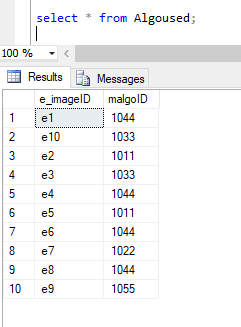 select * from Algoused;
100 %
Results Messages
e_imageID malgoID
1 e1 1044
2 e10 1033
3 e2 1011
4 e3 1033
5 e4 1044
6 e5 1011
7 e6 1044
8 e7 1022
9 e8 1044
10 e9 1055